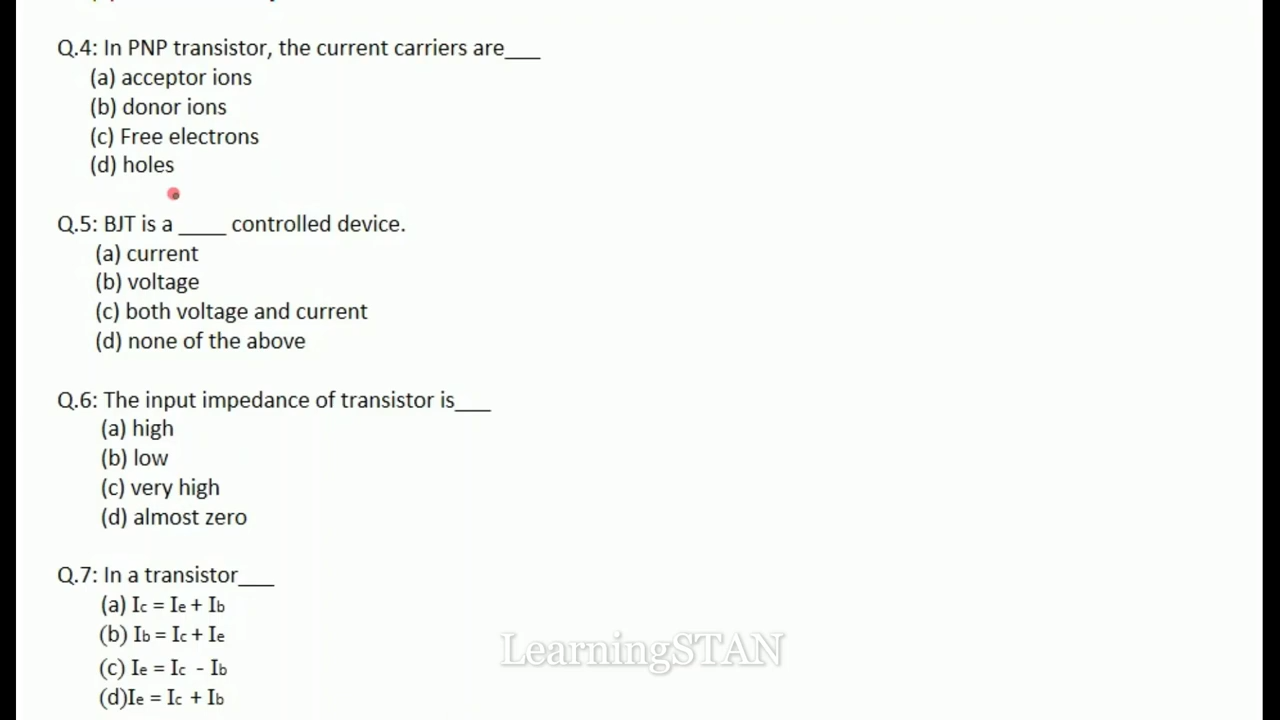 Q.4: In PNP transistor, the current carriers are___
(a) acceptor ions
(b) donor ions
(c) Free electrons
(d) holes
Q.5: BJT is a ____ controlled device.
(a) current
(b) voltage
(c) both voltage and current
(d) none of the above
Q.6: The input impedance of transistor is___
(a) high
(b) low
(c) very high
(d) almost zero
Q.7: In a transistor___
(a) Ic = Ie + Ib
(b) Ib = Ic + Ie
(c) Ie = Ic - Ib
(d)Ie = Ic + Ib
LearningSTAN